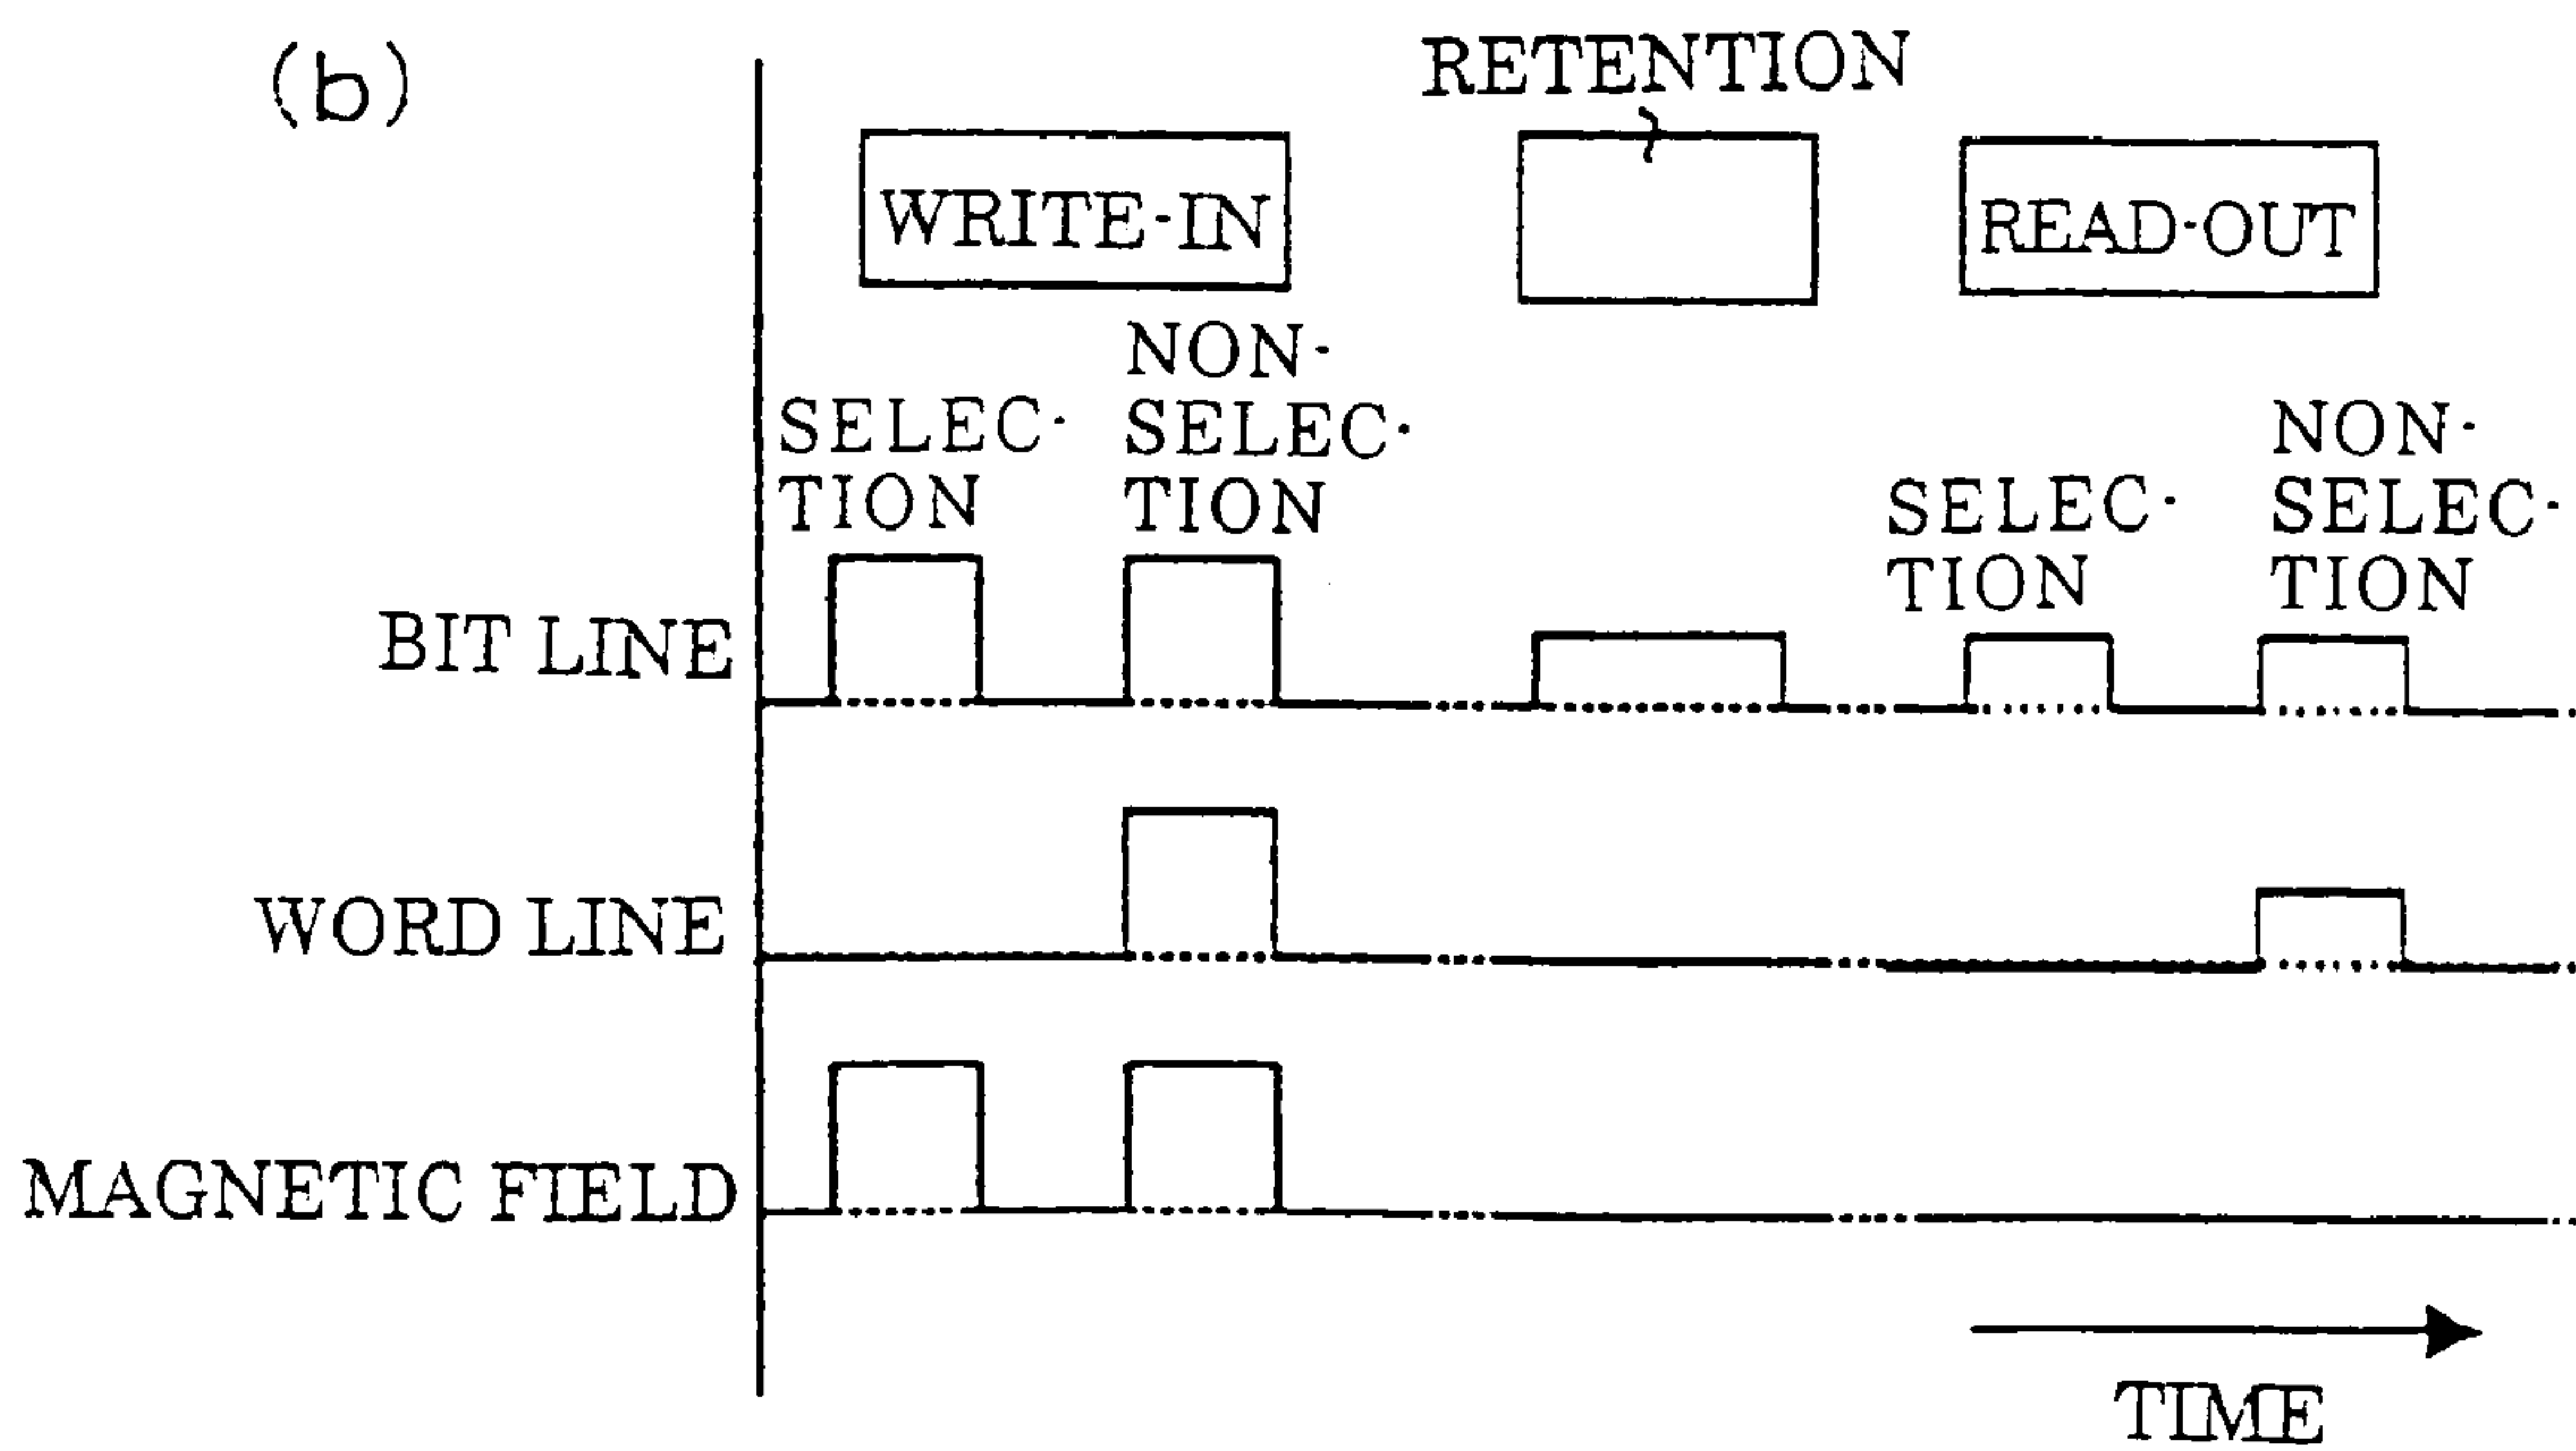 (b)
RETENTION
WRITE-IN
READ-OUT
SELEC-
TION
NON-
SELEC-
TION
SELEC-
TION
NON-
SELEC-
TION
BIT LINE
WORD LINE
MAGNETIC FIELD
TIME